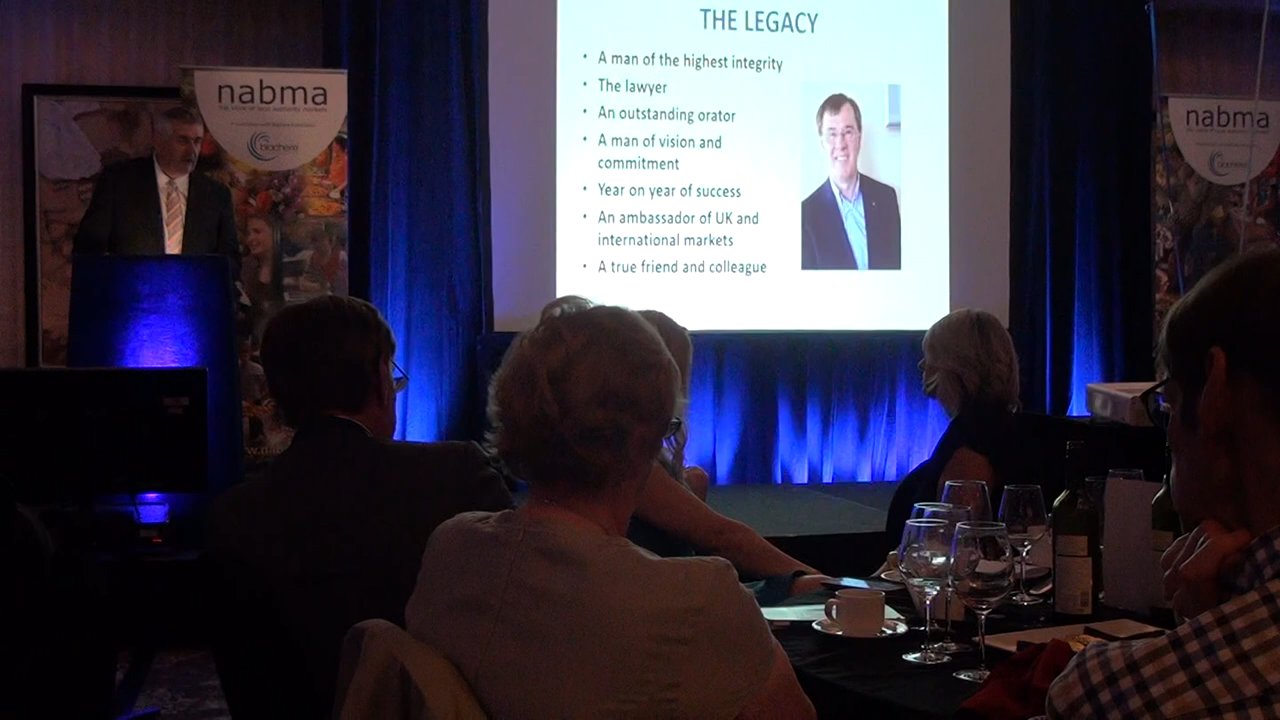 THE LEGACY
• A man of the highest integrity
• The lawyer
• An outstanding orator
• A man of vision and
commitment
• Year on year of success
• An ambassador of UK and
international markets
• A true friend and colleague
nabma
nabma